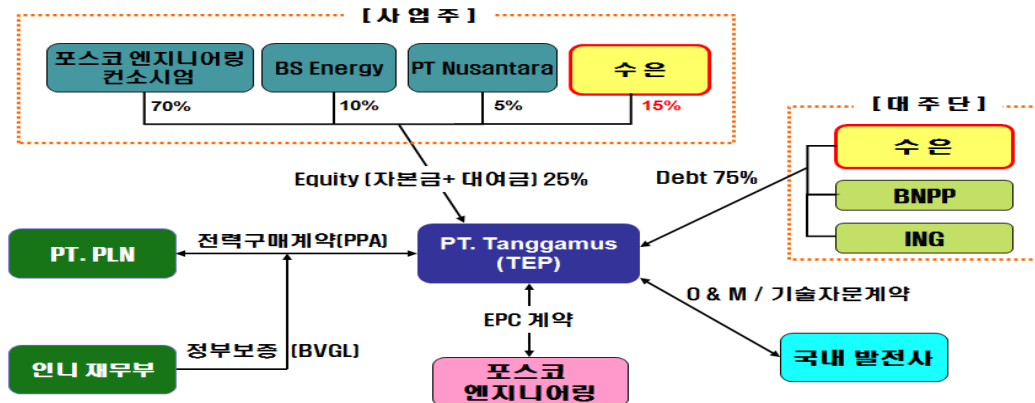 [ 사 업 주 ]
포스코 엔지니어링
컨소시엄
BS Energy
PT Nusantara
수 은
70%
10%
5%
15%
[ 대 주 단 ]
수 은
BNPP
ING
Equity (자본금+ 대여금) 25%
Debt 75%
PT. PLN
전력구매계약(PPA)
PT. Tanggamus
(TEP)
O & M / 기술자문계약
EPC 계약
인니 재무부
정부보증 (BVGL)
포스코
엔지니어링
국내 발전사